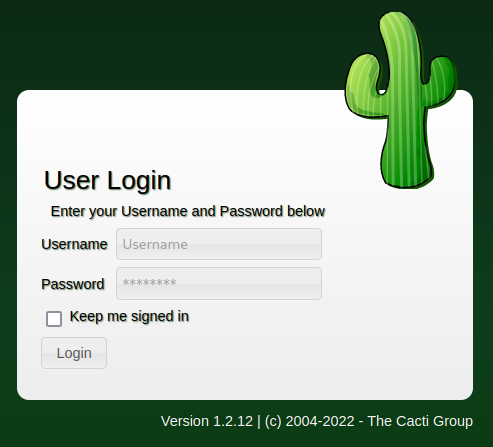 User Login
Enter your Username and Password below
Username Username
Password ********
Keep me signed in
Login
Version 1.2.12 | (c) 2004-2022 - The Cacti Group